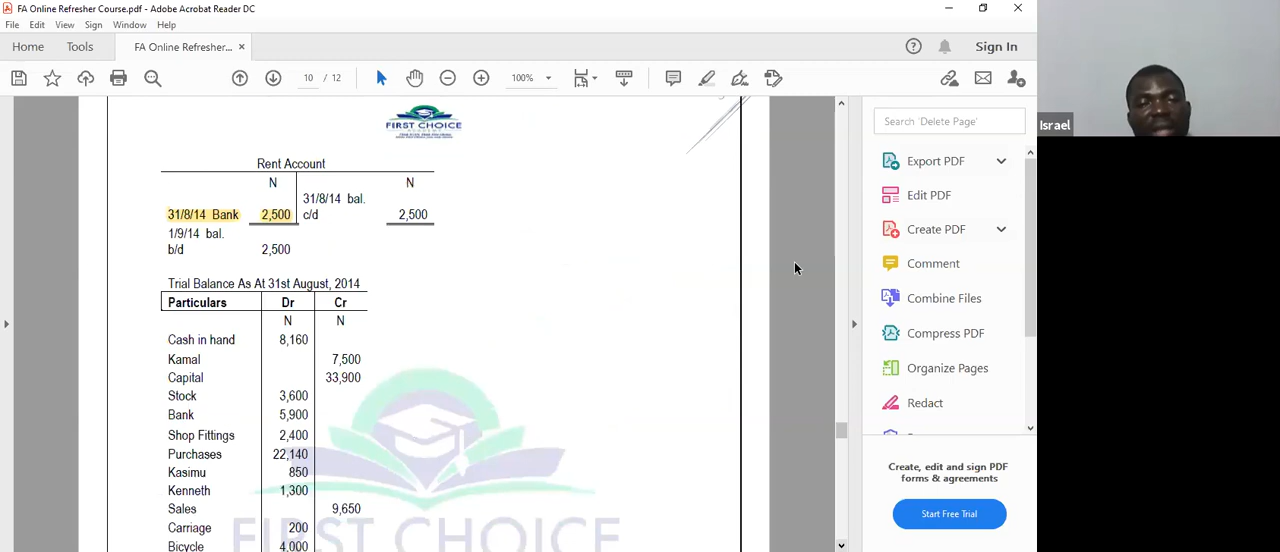 FA Online Refresher Course.pdf - Adobe Acrobat Reader DC
File Edit View Sign Window Help
Home Tools FA Online Refresher... ×
Sign In
10 / 12
100%
FIRST CHOICE
Search 'Delete Page'
Israel
Rent Account
N N
31/8/14 bal.
31/8/14 Bank 2,500 c/d 2,500
1/9/14 bal.
b/d 2,500
Trial Balance As At 31st August, 2014
Particulars Dr Cr
N N
Cash in hand 8,160
Kamal 7,500
Capital 33,900
Stock 3,600
Bank 5,900
Shop Fittings 2,400
Purchases 22,140
Kasimu 850
Kenneth 1,300
Sales 9,650
Carriage 200
Bicycle 4,000
FIRST CHOICE
Export PDF
Edit PDF
Create PDF
Comment
Combine Files
Compress PDF
Organize Pages
Redact
Create, edit and sign PDF
forms & agreements
Start Free Trial